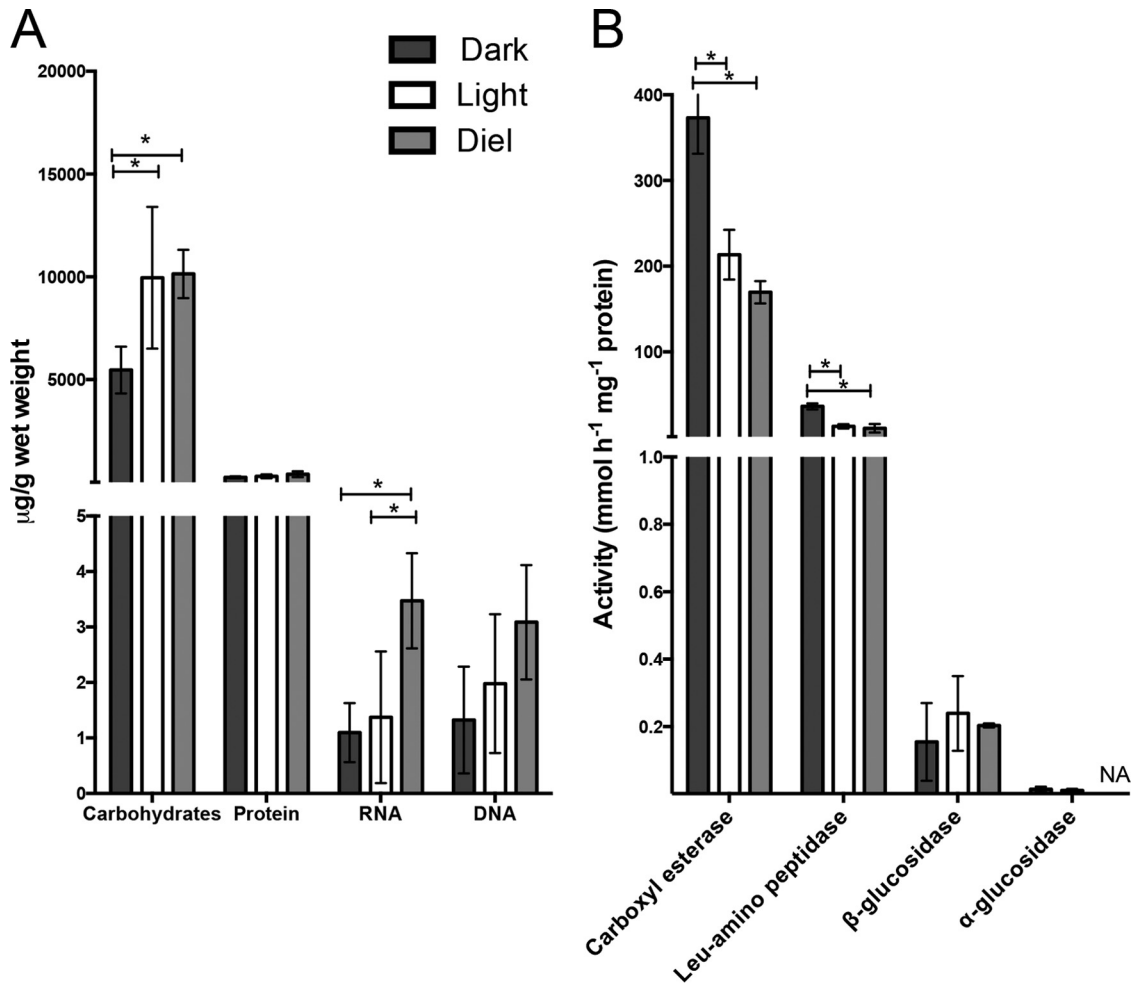 A
Dark
Light
Diel
20000
15000
10000
5000
5
4
3
2
1
0
µg/g wet weight
*
*
*
*
Carbohydrates Protein RNA DNA
B
400
300
200
100
1.0
0.8
0.6
0.4
0.2
Activity (mmol h⁻¹ mg⁻¹ protein)
*
*
*
*
NA
Carboxyl esterase
Leu-amino peptidase
β-glucosidase
α-glucosidase